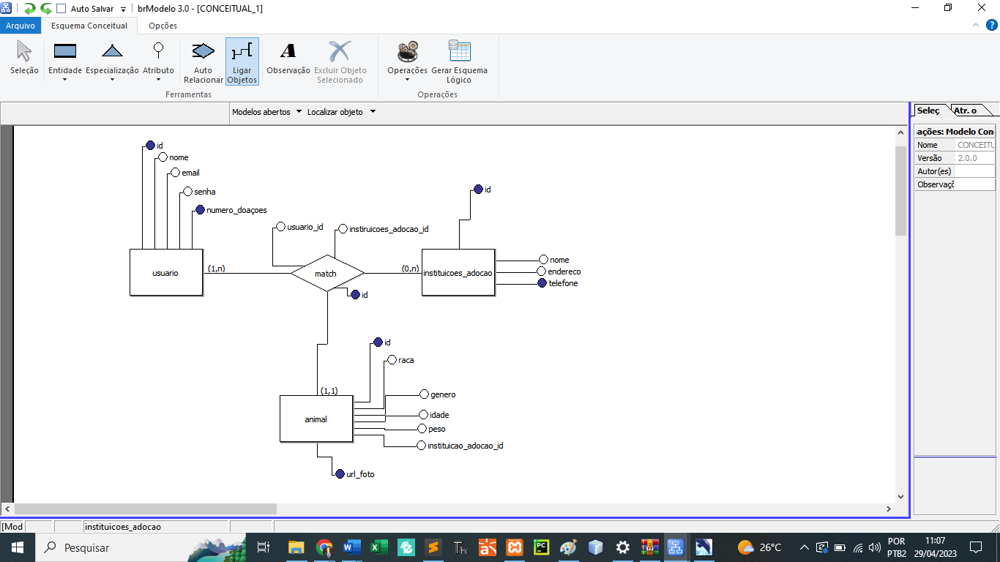 Auto Salvar
brModelo 3.0 - [CONCEITUAL_1]
Arquivo
Esquema Conceitual
Opções
Seleção
Entidade
Especialização
Atributo
Auto
Relacionar
Ligar
Objetos
A
Observação
Excluir Objeto
Selecionado
Operações
Gerar Esquema
Lógico
Ferramentas
Operações
Modelos abertos
Localizar objeto
Seleç
Atr. o
ações: Modelo Con
Nome CONCEITU
Versão 2.0.0
Autor(es)
Observaçõ
id
nome
email
senha
numero_doaçoes
usuario_id
instiruicoes_adocao_id
id
usuario
(1,n)
match
(0,n)
instituicoes_adocao
nome
endereco
telefone
id
id
raca
(1,1)
genero
animal
idade
peso
instituicao_adocao_id
url_foto
[Mod
instituicoes_adocao
Pesquisar
Th
PC
26°C
POR
PTB2
11:07
29/04/2023